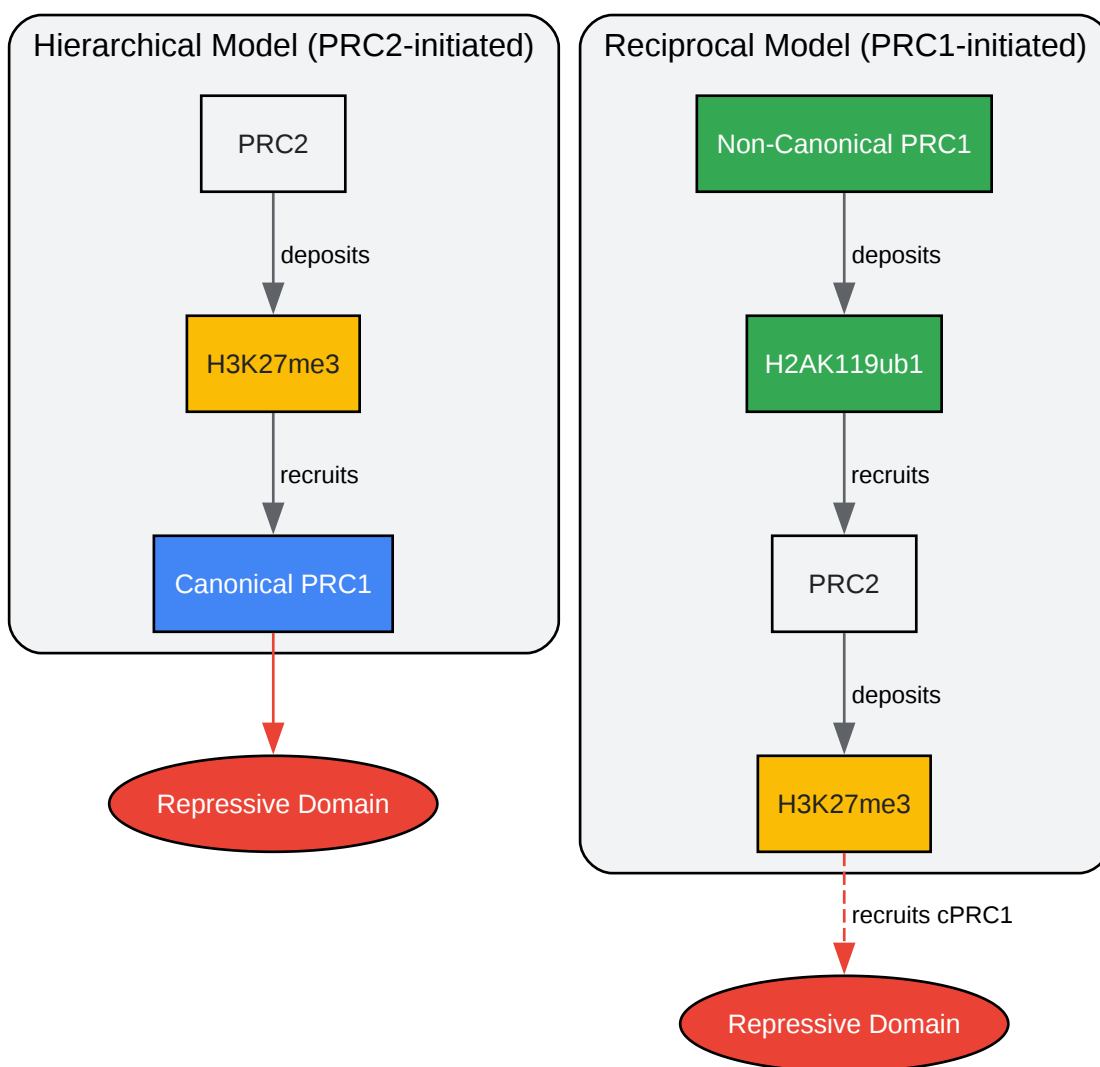 Hierarchical Model (PRC2-initiated)
PRC2
deposits
H3K27me3
recruits
Canonical PRC1
Repressive Domain
Reciprocal Model (PRC1-initiated)
Non-Canonical PRC1
deposits
H2AK119ub1
recruits
PRC2
deposits
H3K27me3
recruits cPRC1
Repressive Domain